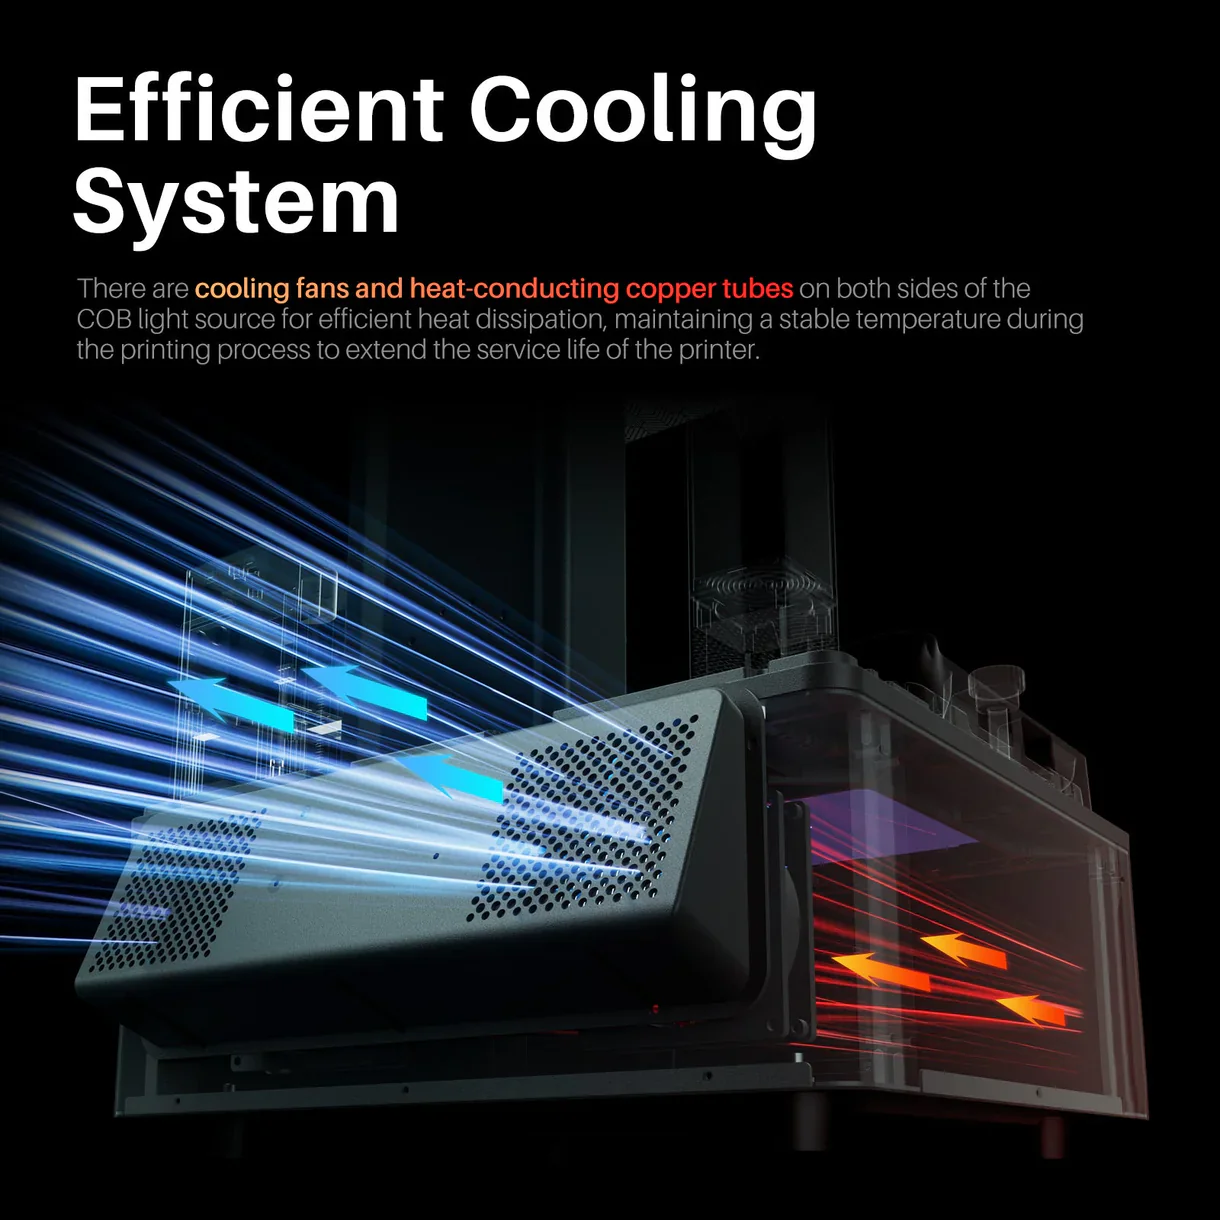 Efficient Cooling
System
There are cooling fans and heat-conducting copper tubes on both sides of the
COB light source for efficient heat dissipation, maintaining a stable temperature during
the printing process to extend the service life of the printer.